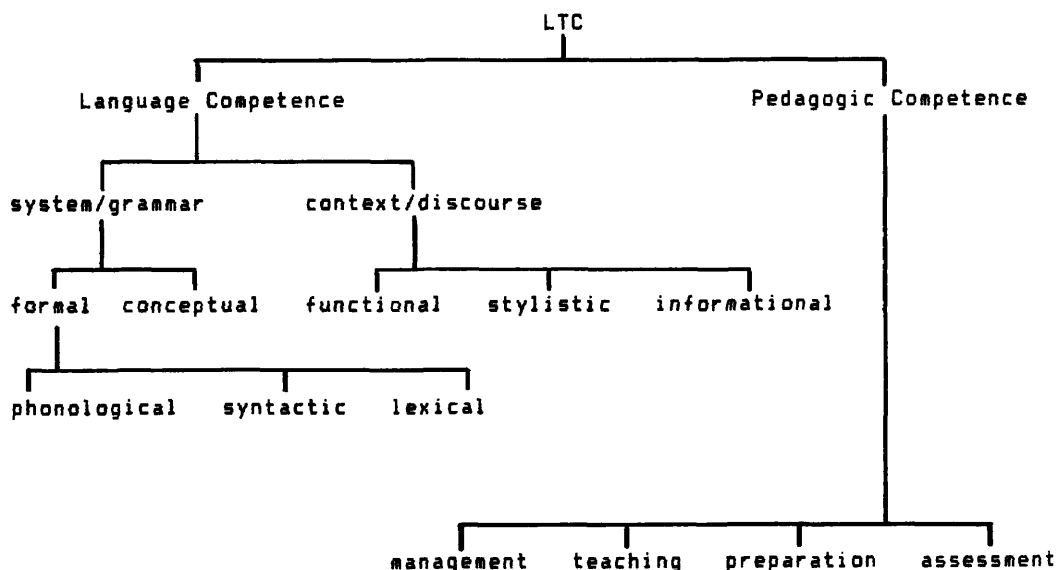 LTC
Language Competence Pedagogic Competence
system/grammar context/discourse
formal conceptual functional stylistic informational
phonological syntactic lexical
management teaching preparation assessment